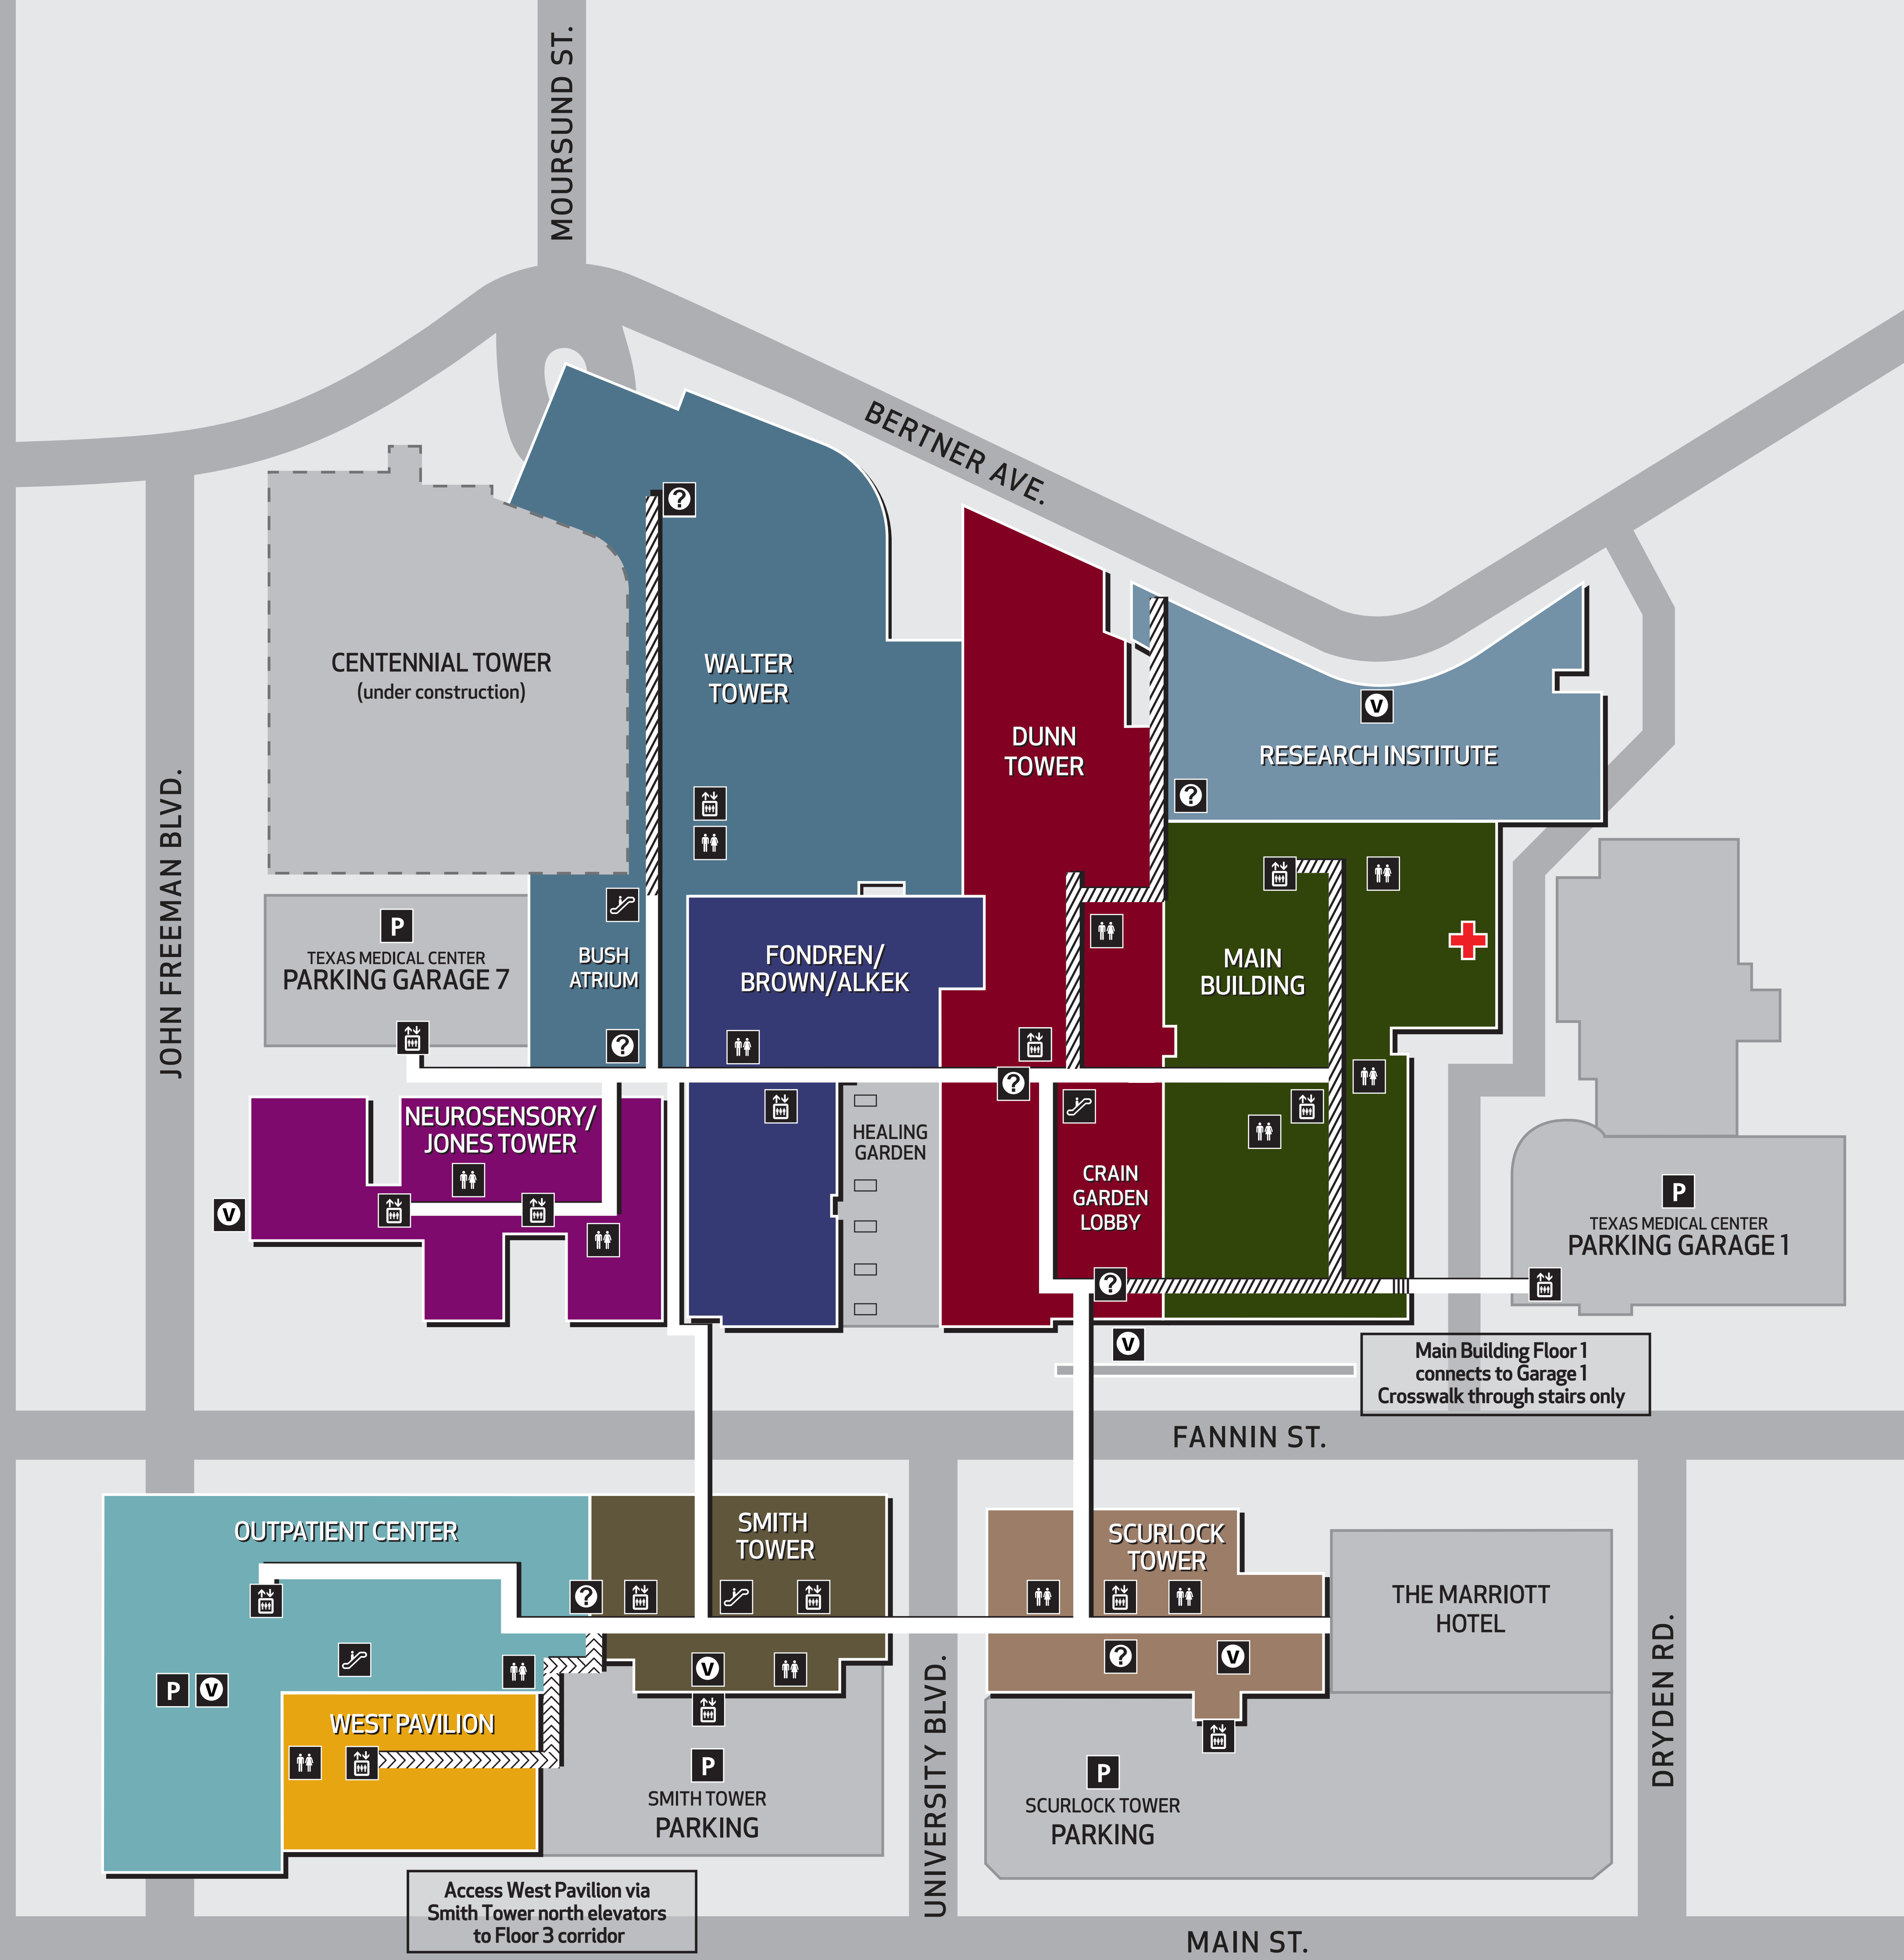 MOURSUND ST.
BERTNER AVE.
CENTENNIAL TOWER
(under construction)
WALTER
TOWER
DUNN
TOWER
V
RESEARCH INSTITUTE
?
?
JOHN FREEMAN BLVD.
P
TEXAS MEDICAL CENTER
PARKING GARAGE 7
BUSH
ATRIUM
?
FONDREN/
BROWN/ALKEK
MAIN
BUILDING
?
NEUROSENSORY/
JONES TOWER
V
HEALING
GARDEN
CRAIN
GARDEN
LOBBY
?
V
P
TEXAS MEDICAL CENTER
PARKING GARAGE 1
Main Building Floor 1
connects to Garage 1
Crosswalk through stairs only
FANNIN ST.
OUTPATIENT CENTER
?
P V
SMITH
TOWER
V
SCURLOCK
TOWER
?
V
THE MARRIOTT
HOTEL
WEST PAVILION
P
SMITH TOWER
PARKING
UNIVERSITY BLVD.
P
SCURLOCK TOWER
PARKING
DRYDEN RD.
Access West Pavilion via
Smith Tower north elevators
to Floor 3 corridor
MAIN ST.